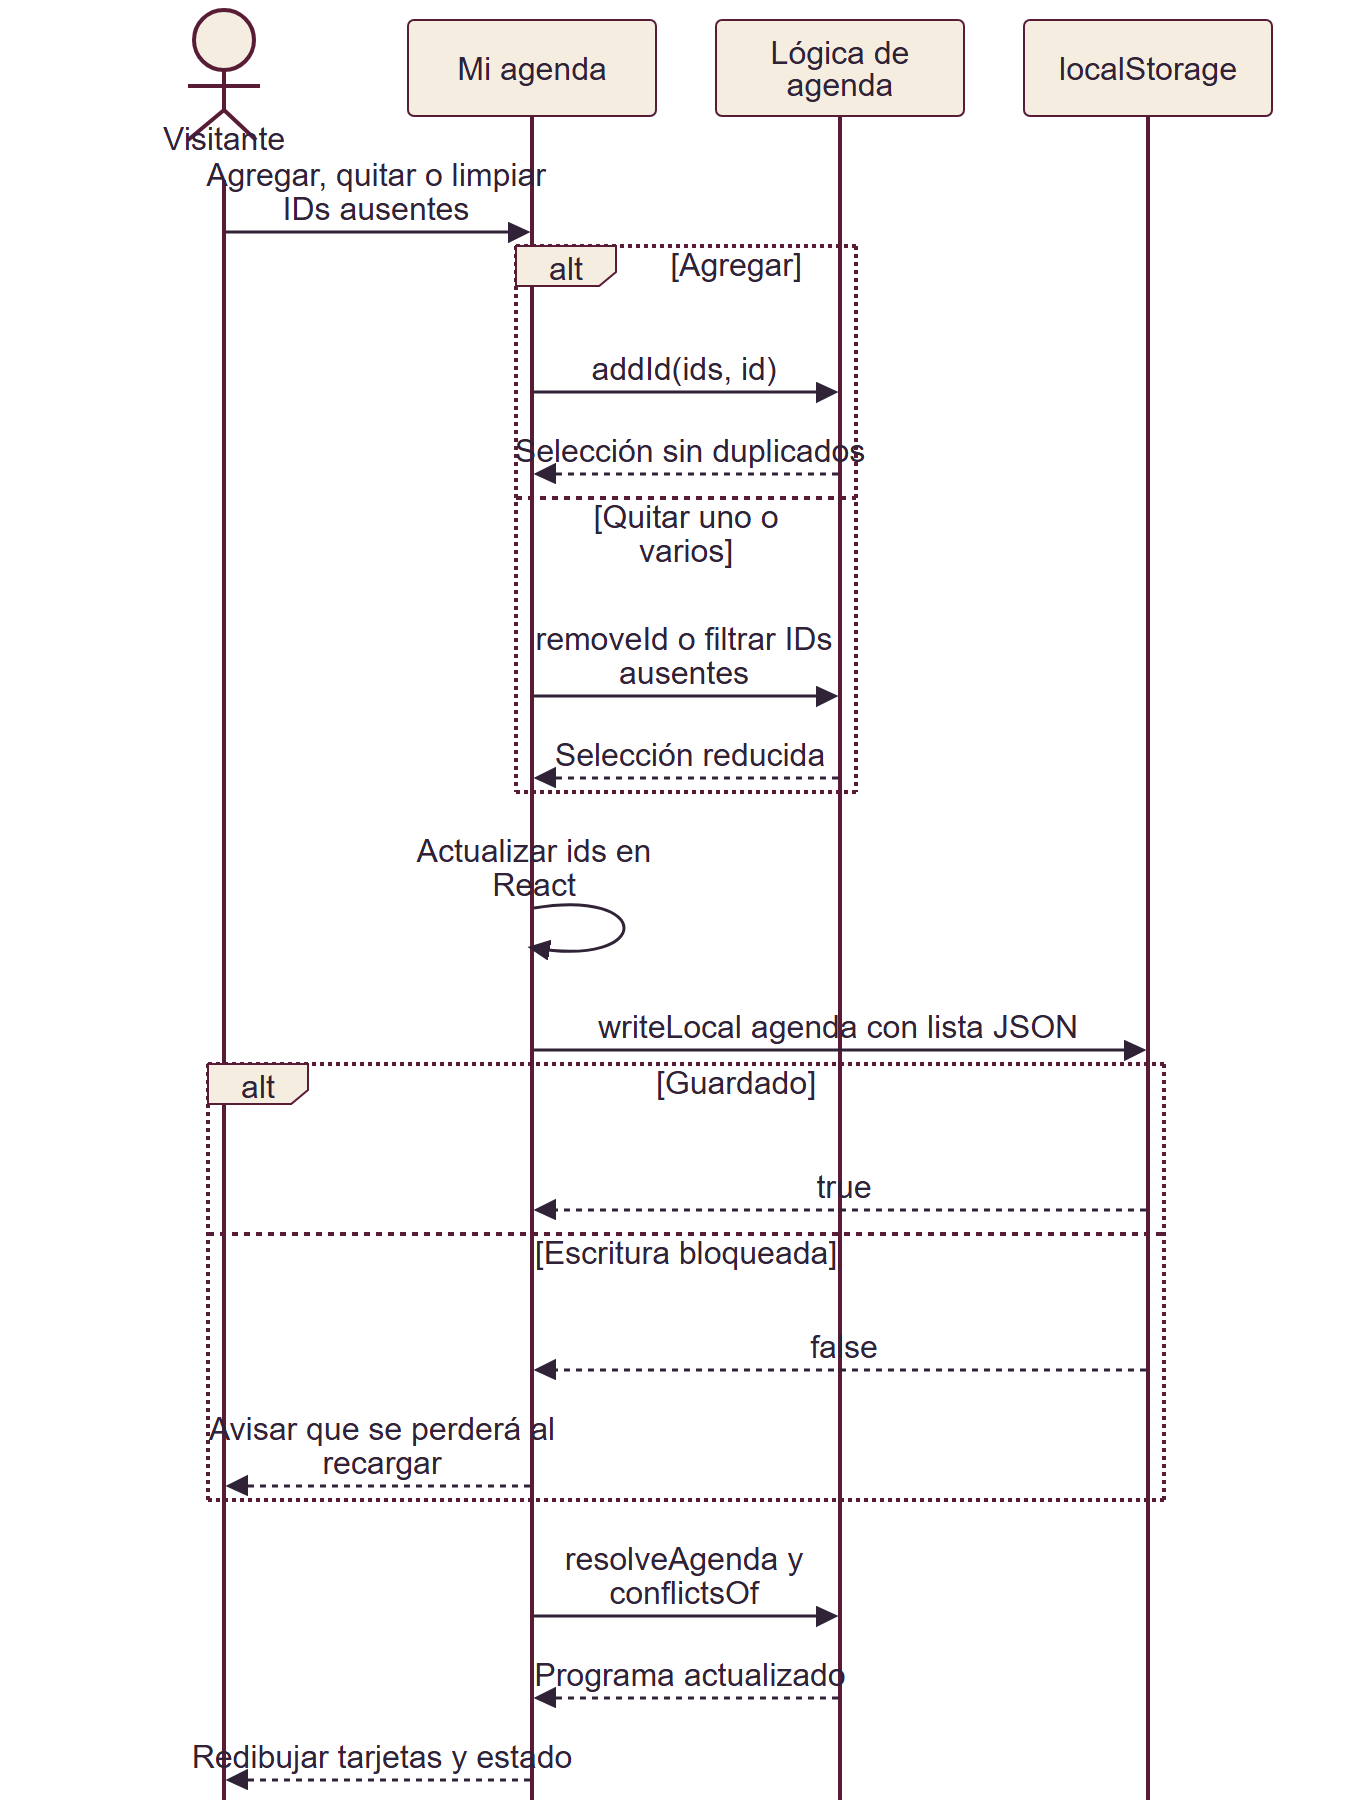 Visitante
Mi agenda
Lógica de
agenda
localStorage
Agregar, quitar o limpiar
IDs ausentes
alt
[Agregar]
addId(ids, id)
Selección sin duplicados
[Quitar uno o
varios]
removeId o filtrar IDs
ausentes
Selección reducida
Actualizar ids en
React
writeLocal agenda con lista JSON
alt
[Guardado]
true
[Escritura bloqueada]
false
Avisar que se perderá al
recargar
resolveAgenda y
conflictsOf
Programa actualizado
Redibujar tarjetas y estado